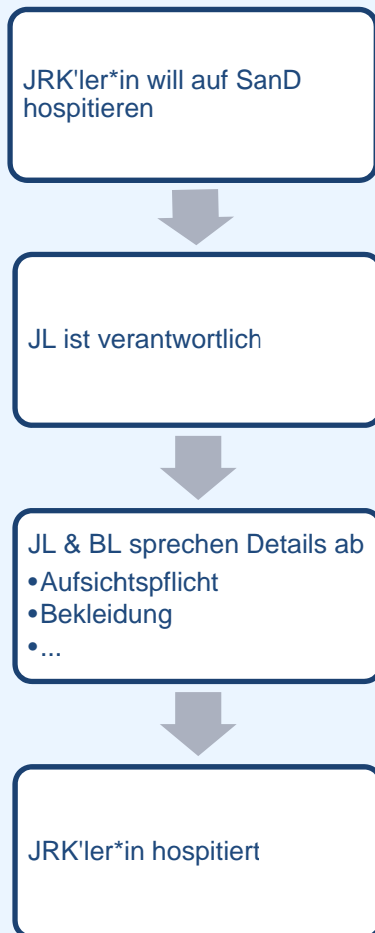 JRK'ler*in will auf SanD
hospitieren
JL ist verantwortlich
JL & BL sprechen Details ab
•Aufsichtspflicht
•Bekleidung
•...
JRK'ler*in hospitiert